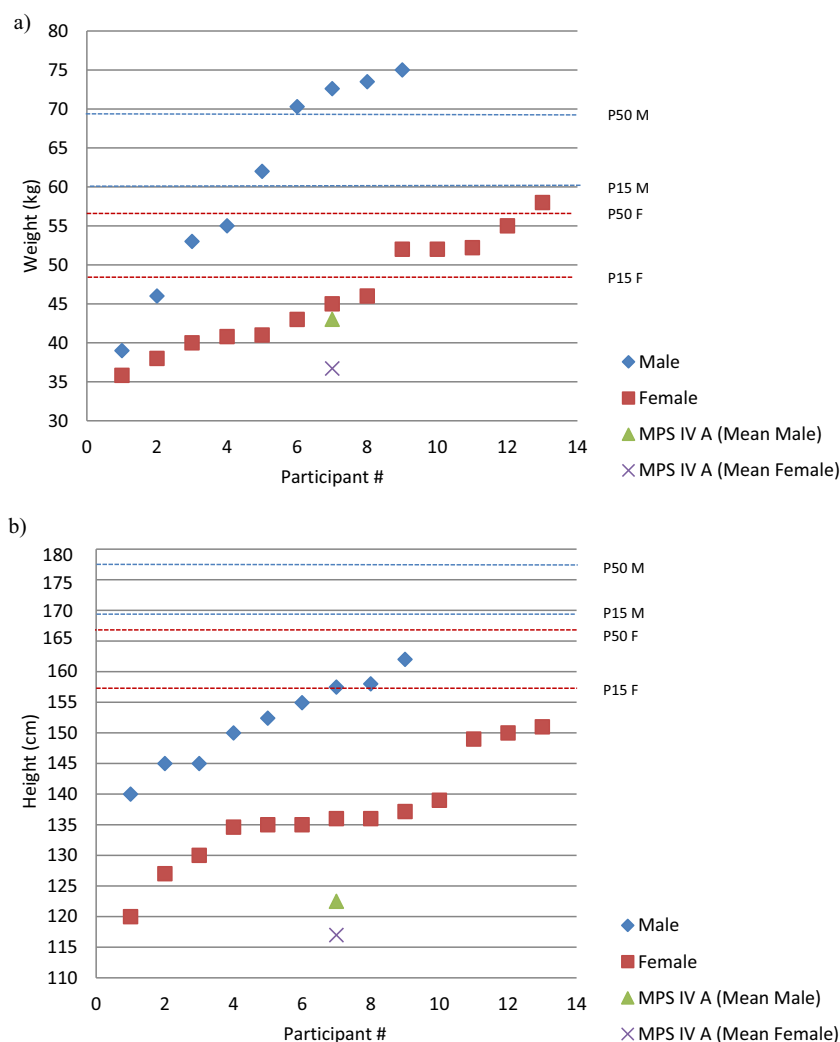 a)
80
75
70
65
60
55
50
45
40
35
30
Weight (kg)
0 2 4 6 8 10 12 14
Participant #
P50 M
P15 M
P50 F
P15 F
Male
Female
MPS IV A (Mean Male)
MPS IV A (Mean Female)
b)
180
175
170
165
160
155
150
145
140
135
130
125
120
115
110
Height (cm)
0 2 4 6 8 10 12 14
Participant #
P50 M
P15 M
P50 F
P15 F
Male
Female
MPS IV A (Mean Male)
MPS IV A (Mean Female)